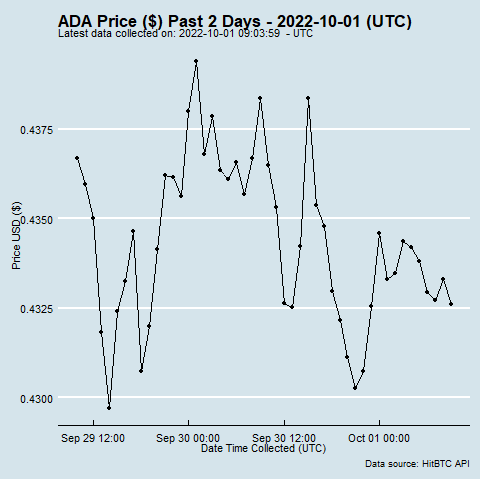 ADA Price ($) Past 2 Days - 2022-10-01 (UTC)
Latest data collected on: 2022-10-01 09:03:59  - UTC
0.4375
0.4350
0.4325
0.4300
Price USD ($)
Sep 29 12:00
Sep 30 00:00
Sep 30 12:00
Oct 01 00:00
Date Time Collected (UTC)
Data source: HitBTC API